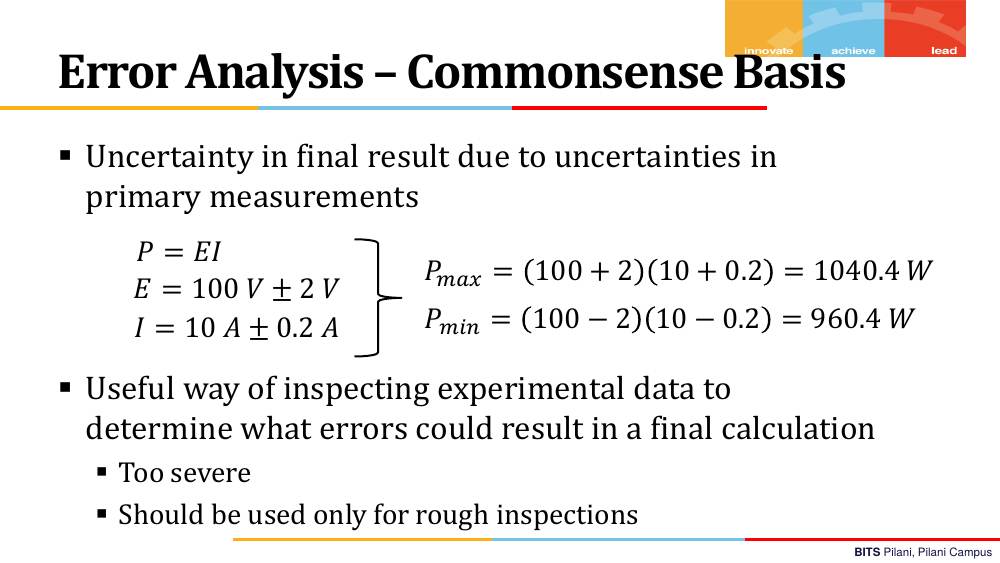 innovate achieve lead
Error Analysis – Commonsense Basis
▪ Uncertainty in final result due to uncertainties in
primary measurements
P = EI
E = 100 V ± 2 V
I = 10 A ± 0.2 A
P_max = (100 + 2)(10 + 0.2) = 1040.4 W
P_min = (100 − 2)(10 − 0.2) = 960.4 W
▪ Useful way of inspecting experimental data to
determine what errors could result in a final calculation
▪ Too severe
▪ Should be used only for rough inspections
BITS Pilani, Pilani Campus